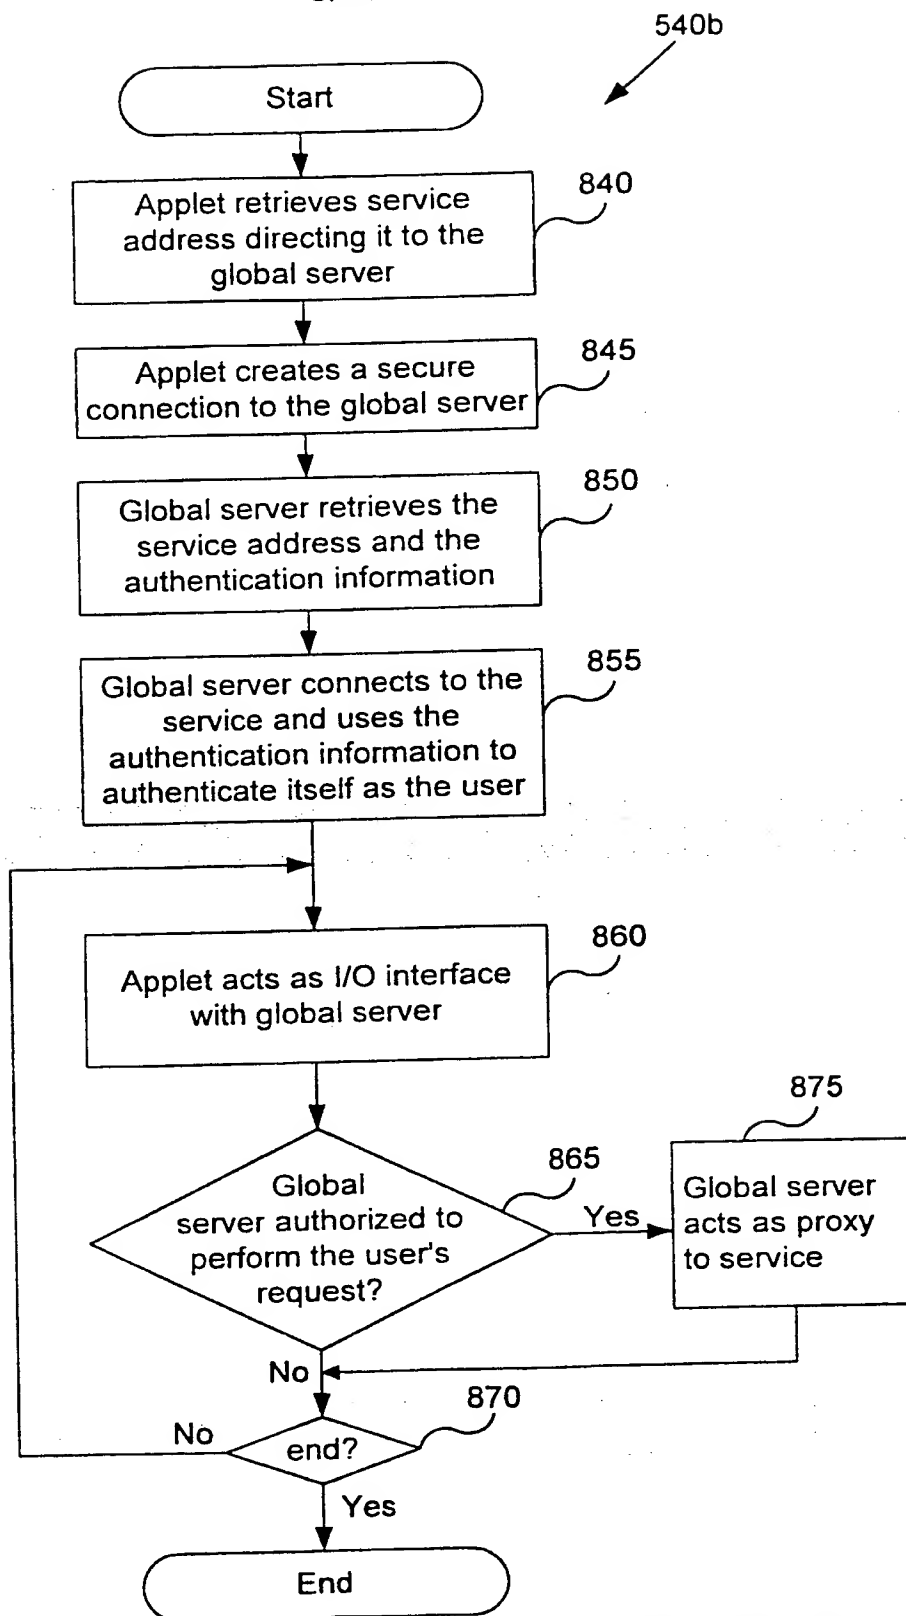 540b
Start
Applet retrieves service
address directing it to the
global server
840
Applet creates a secure
connection to the global server
845
Global server retrieves the
service address and the
authentication information
850
Global server connects to the
service and uses the
authentication information to
authenticate itself as the user
855
Applet acts as I/O interface
with global server
860
Global
server authorized to
perform the user's
request?
865
Yes
Global server
acts as proxy
to service
875
No
end?
870
No
Yes
End